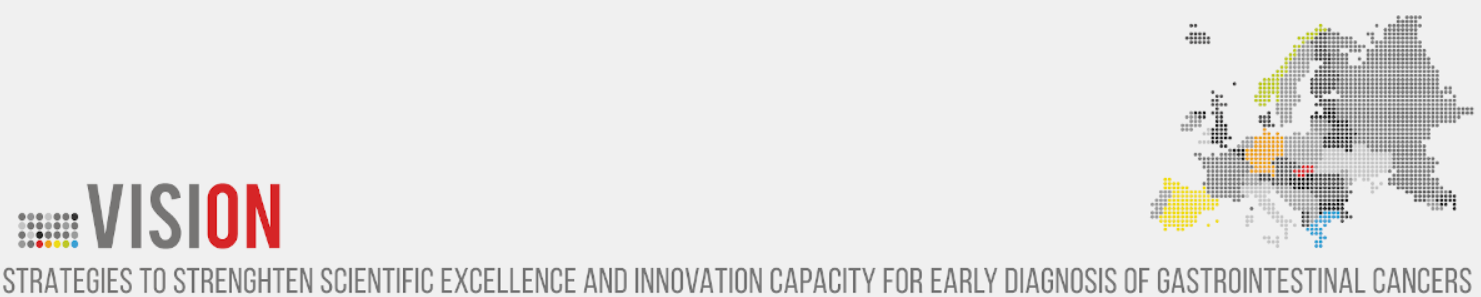 VISION
STRATEGIES TO STRENGHTEN SCIENTIFIC EXCELLENCE AND INNOVATION CAPACITY FOR EARLY DIAGNOSIS OF GASTROINTESTINAL CANCERS